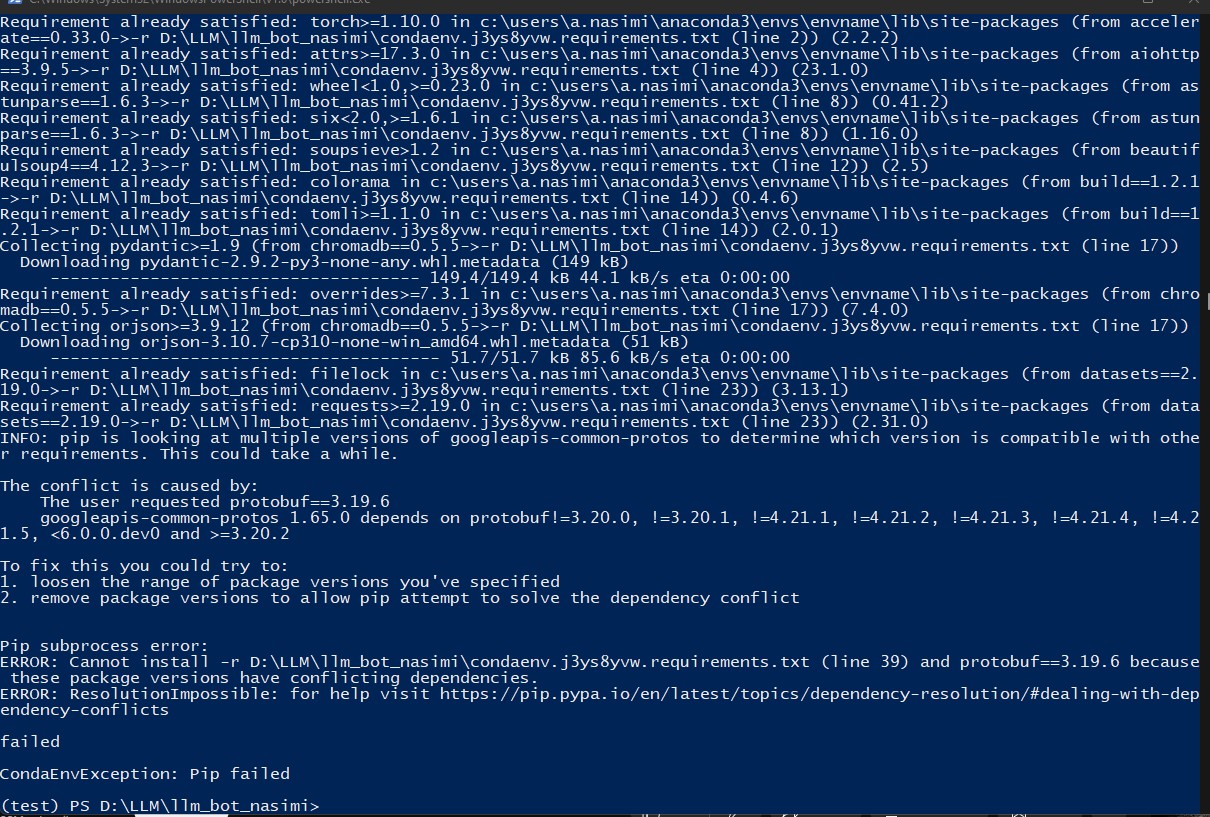 C:\Windows\System32\WindowsPowerShell\v1.0\powershell.exe
Requirement already satisfied: torch>=1.10.0 in c:\users\a.nasimi\anaconda3\envs\envname\lib\site-packages (from acceler
ate==0.33.0->-r D:\LLM\llm_bot_nasimi\condaenv.j3ys8yvw.requirements.txt (line 2)) (2.2.2)
Requirement already satisfied: attrs>=17.3.0 in c:\users\a.nasimi\anaconda3\envs\envname\lib\site-packages (from aiohttp
==3.9.5->-r D:\LLM\llm_bot_nasimi\condaenv.j3ys8yvw.requirements.txt (line 4)) (23.1.0)
Requirement already satisfied: wheel<1.0,>=0.23.0 in c:\users\a.nasimi\anaconda3\envs\envname\lib\site-packages (from as
tunparse==1.6.3->-r D:\LLM\llm_bot_nasimi\condaenv.j3ys8yvw.requirements.txt (line 8)) (0.41.2)
Requirement already satisfied: six<2.0,>=1.6.1 in c:\users\a.nasimi\anaconda3\envs\envname\lib\site-packages (from astun
parse==1.6.3->-r D:\LLM\llm_bot_nasimi\condaenv.j3ys8yvw.requirements.txt (line 8)) (1.16.0)
Requirement already satisfied: soupsieve>1.2 in c:\users\a.nasimi\anaconda3\envs\envname\lib\site-packages (from beautif
ulsoup4==4.12.3->-r D:\LLM\llm_bot_nasimi\condaenv.j3ys8yvw.requirements.txt (line 12)) (2.5)
Requirement already satisfied: colorama in c:\users\a.nasimi\anaconda3\envs\envname\lib\site-packages (from build==1.2.1
->-r D:\LLM\llm_bot_nasimi\condaenv.j3ys8yvw.requirements.txt (line 14)) (0.4.6)
Requirement already satisfied: tomli>=1.1.0 in c:\users\a.nasimi\anaconda3\envs\envname\lib\site-packages (from build==1
.2.1->-r D:\LLM\llm_bot_nasimi\condaenv.j3ys8yvw.requirements.txt (line 14)) (2.0.1)
Collecting pydantic>=1.9 (from chromadb==0.5.5->-r D:\LLM\llm_bot_nasimi\condaenv.j3ys8yvw.requirements.txt (line 17))
  Downloading pydantic-2.9.2-py3-none-any.whl.metadata (149 kB)
     ------------------------------------- 149.4/149.4 kB 44.1 kB/s eta 0:00:00
Requirement already satisfied: overrides>=7.3.1 in c:\users\a.nasimi\anaconda3\envs\envname\lib\site-packages (from chro
madb==0.5.5->-r D:\LLM\llm_bot_nasimi\condaenv.j3ys8yvw.requirements.txt (line 17)) (7.4.0)
Collecting orjson>=3.9.12 (from chromadb==0.5.5->-r D:\LLM\llm_bot_nasimi\condaenv.j3ys8yvw.requirements.txt (line 17))
  Downloading orjson-3.10.7-cp310-none-win_amd64.whl.metadata (51 kB)
     --------------------------------------- 51.7/51.7 kB 85.6 kB/s eta 0:00:00
Requirement already satisfied: filelock in c:\users\a.nasimi\anaconda3\envs\envname\lib\site-packages (from datasets==2.
19.0->-r D:\LLM\llm_bot_nasimi\condaenv.j3ys8yvw.requirements.txt (line 23)) (3.13.1)
Requirement already satisfied: requests>=2.19.0 in c:\users\a.nasimi\anaconda3\envs\envname\lib\site-packages (from data
sets==2.19.0->-r D:\LLM\llm_bot_nasimi\condaenv.j3ys8yvw.requirements.txt (line 23)) (2.31.0)
INFO: pip is looking at multiple versions of googleapis-common-protos to determine which version is compatible with othe
r requirements. This could take a while.
The conflict is caused by:
    The user requested protobuf==3.19.6
    googleapis-common-protos 1.65.0 depends on protobuf!=3.20.0, !=3.20.1, !=4.21.1, !=4.21.2, !=4.21.3, !=4.21.4, !=4.2
1.5, <6.0.0.dev0 and >=3.20.2
To fix this you could try to:
1. loosen the range of package versions you've specified
2. remove package versions to allow pip attempt to solve the dependency conflict
Pip subprocess error:
ERROR: Cannot install -r D:\LLM\llm_bot_nasimi\condaenv.j3ys8yvw.requirements.txt (line 39) and protobuf==3.19.6 because
 these package versions have conflicting dependencies.
ERROR: ResolutionImpossible: for help visit https://pip.pypa.io/en/latest/topics/dependency-resolution/#dealing-with-dep
endency-conflicts
failed
CondaEnvException: Pip failed
(test) PS D:\LLM\llm_bot_nasimi>